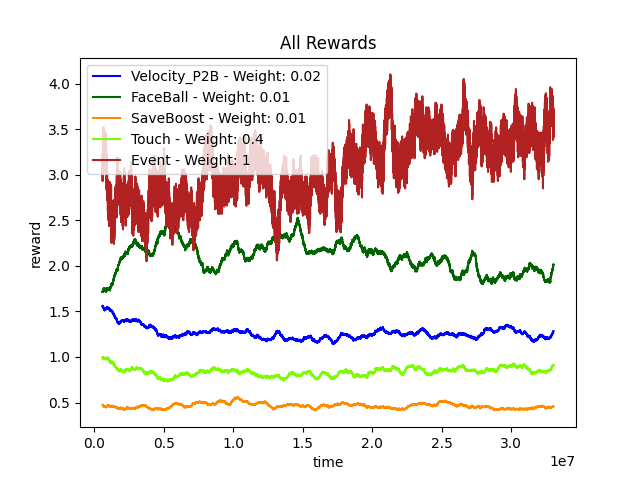 All Rewards
Velocity_P2B - Weight: 0.02
FaceBall - Weight: 0.01
SaveBoost - Weight: 0.01
Touch - Weight: 0.4
Event - Weight: 1
4.0
3.5
3.0
2.5
2.0
1.5
1.0
0.5
reward
0.0
0.5
1.0
1.5
2.0
2.5
3.0
1e7
time